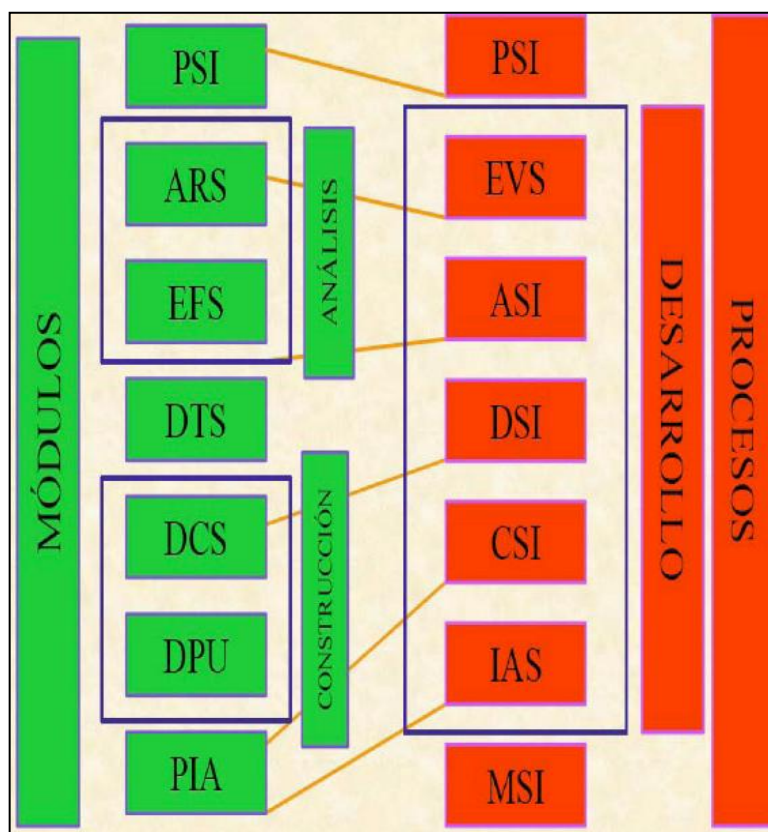 MÓDULOS
PSI
ARS
EFS
ANÁLISIS
DTS
DCS
DPU
CONSTRUCCIÓN
PIA
PSI
EVS
ASI
DSI
CSI
IAS
MSI
DESARROLLO
PROCESOS